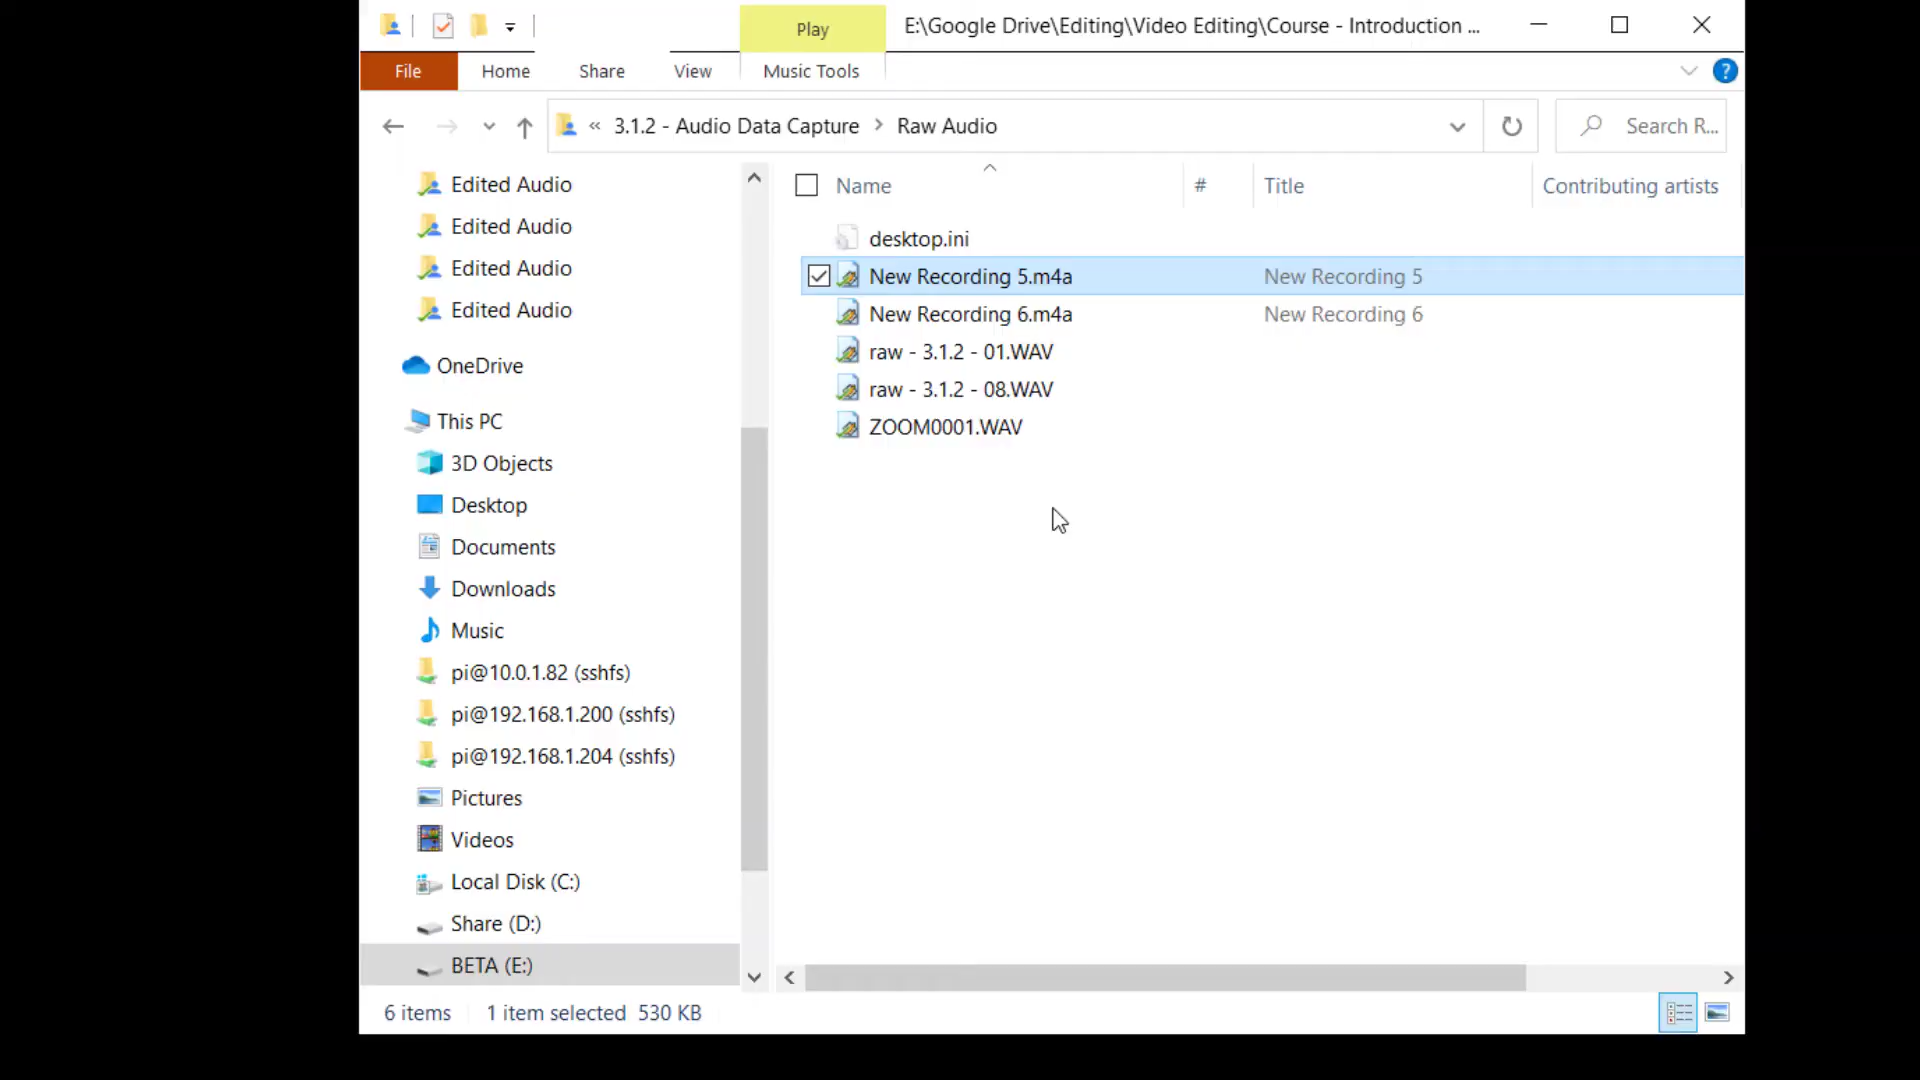 Play
E:\Google Drive\Editing\Video Editing\Course - Introduction ...
File
Home
Share
View
Music Tools
?
« 3.1.2 - Audio Data Capture > Raw Audio
Search R...
Edited Audio
Edited Audio
Edited Audio
Edited Audio
OneDrive
This PC
3D Objects
Desktop
Documents
Downloads
Music
pi@10.0.1.82 (sshfs)
pi@192.168.1.200 (sshfs)
pi@192.168.1.204 (sshfs)
Pictures
Videos
Local Disk (C:)
Share (D:)
BETA (E:)
Name # Title Contributing artists
desktop.ini
New Recording 5.m4a New Recording 5
New Recording 6.m4a New Recording 6
raw - 3.1.2 - 01.WAV
raw - 3.1.2 - 08.WAV
ZOOM0001.WAV
6 items 1 item selected 530 KB